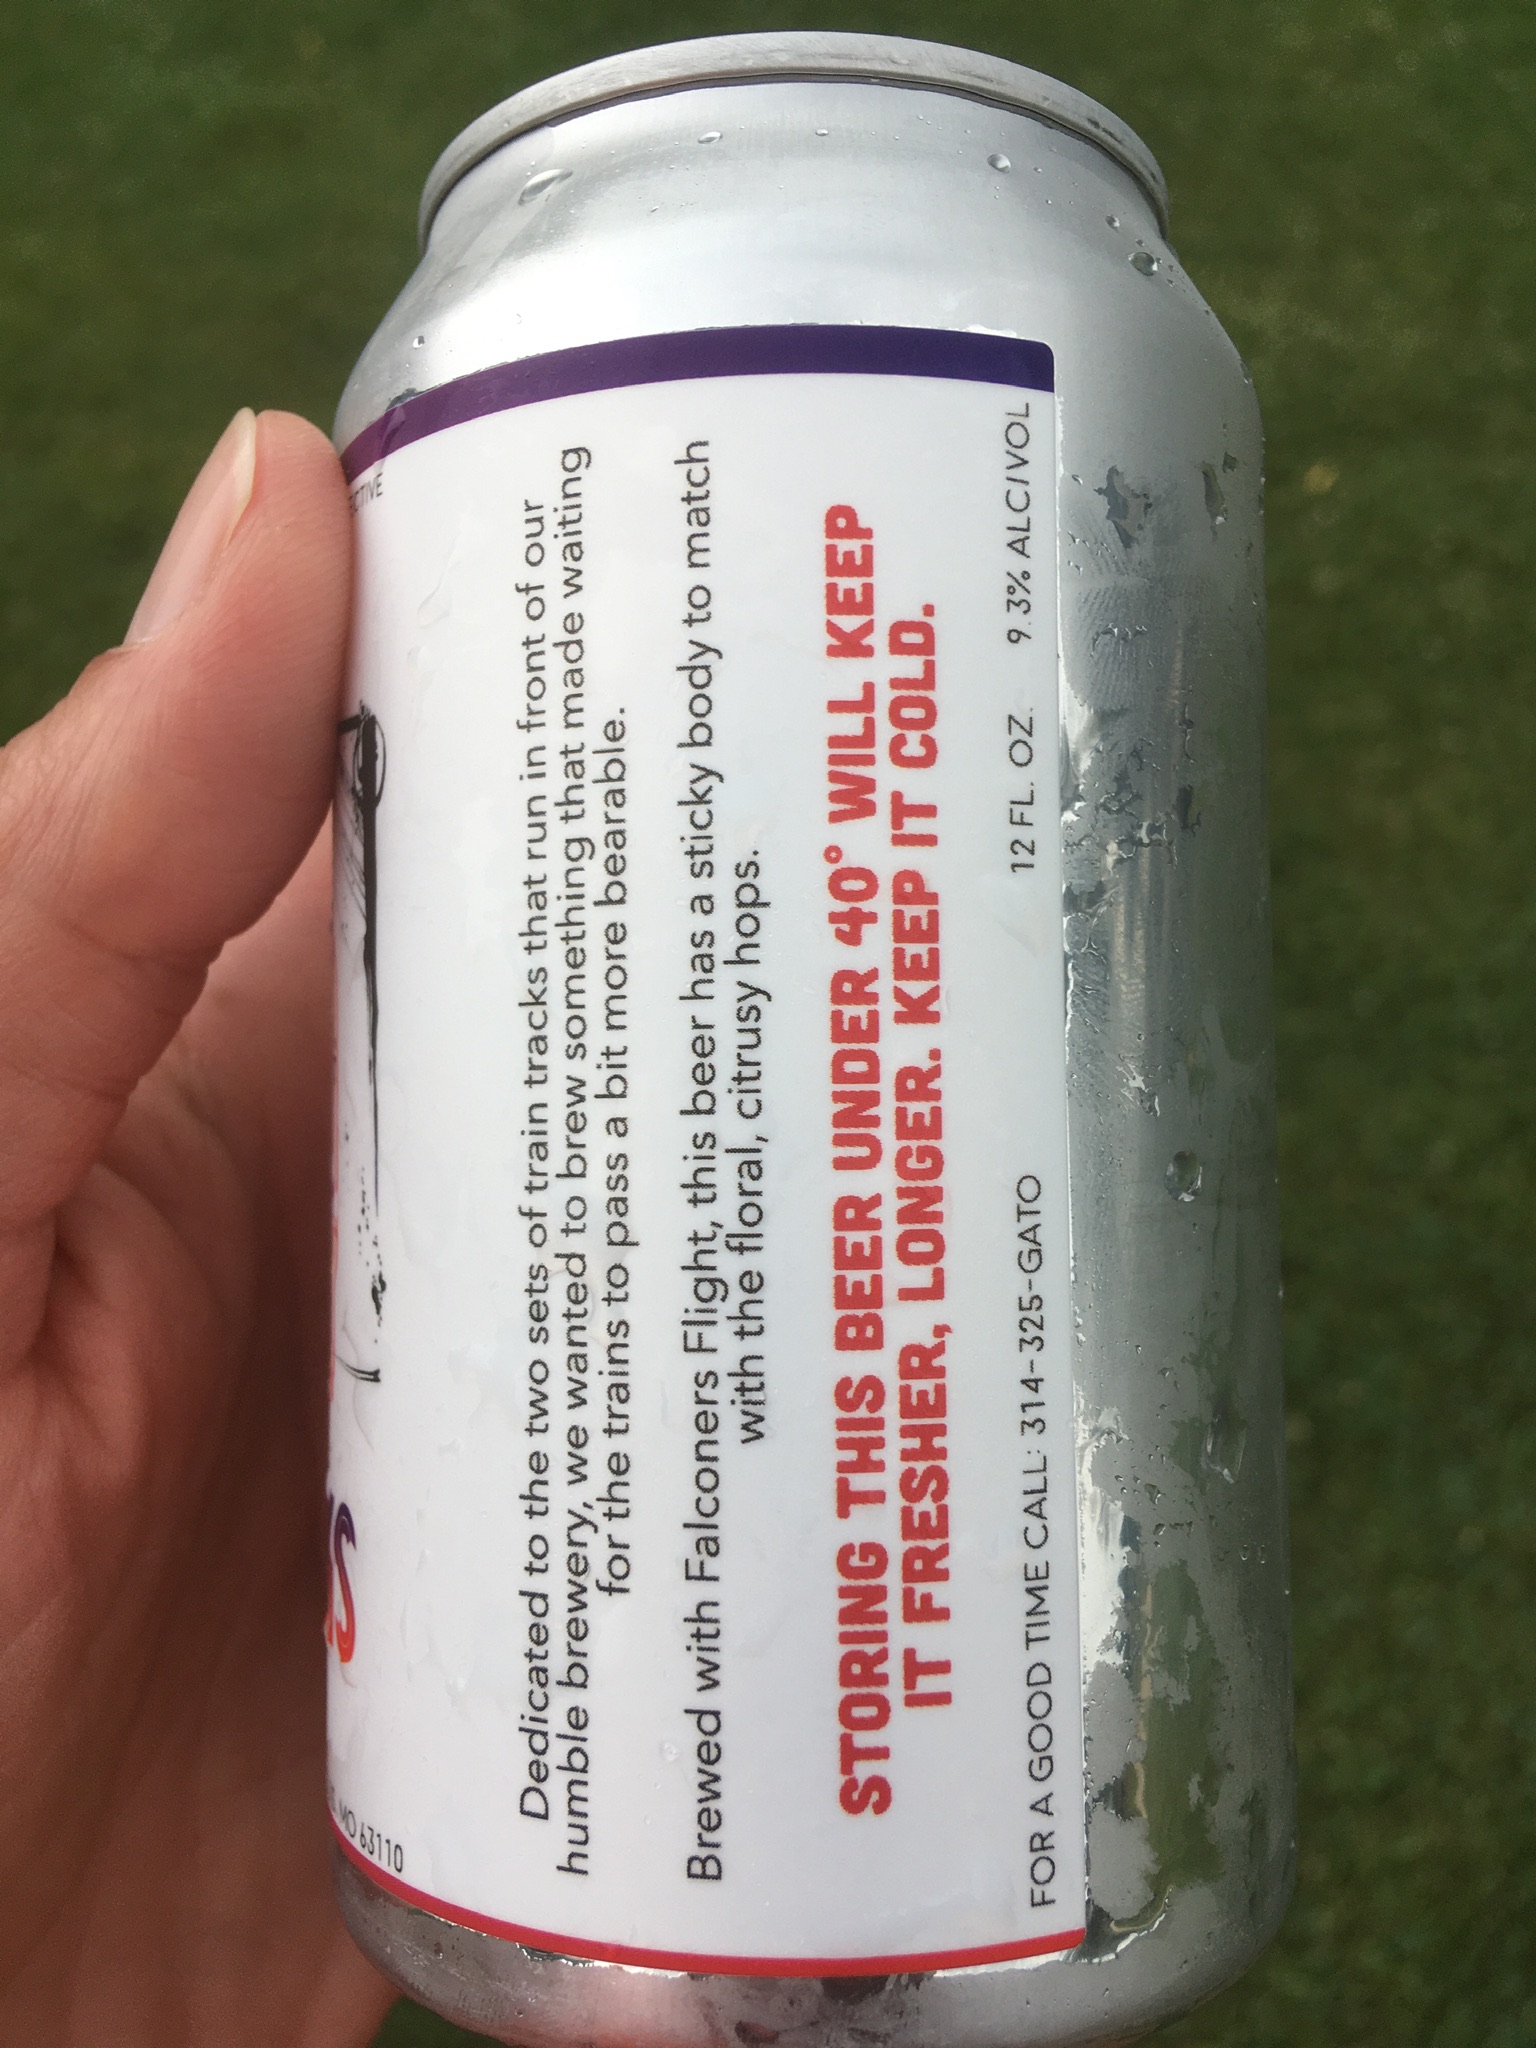 Dedicated to the two sets of train tracks that run in front of our
humble brewery, we wanted to brew something that made waiting
for the trains to pass a bit more bearable.
Brewed with Falconers Flight, this beer has a sticky body to match
with the floral, citrusy hops.
STORING THIS BEER UNDER 40° WILL KEEP
IT FRESHER, LONGER. KEEP IT COLD.
FOR A GOOD TIME CALL: 314-325-GATO 12 FL. OZ. 9.3% ALC/VOL
MO 63110